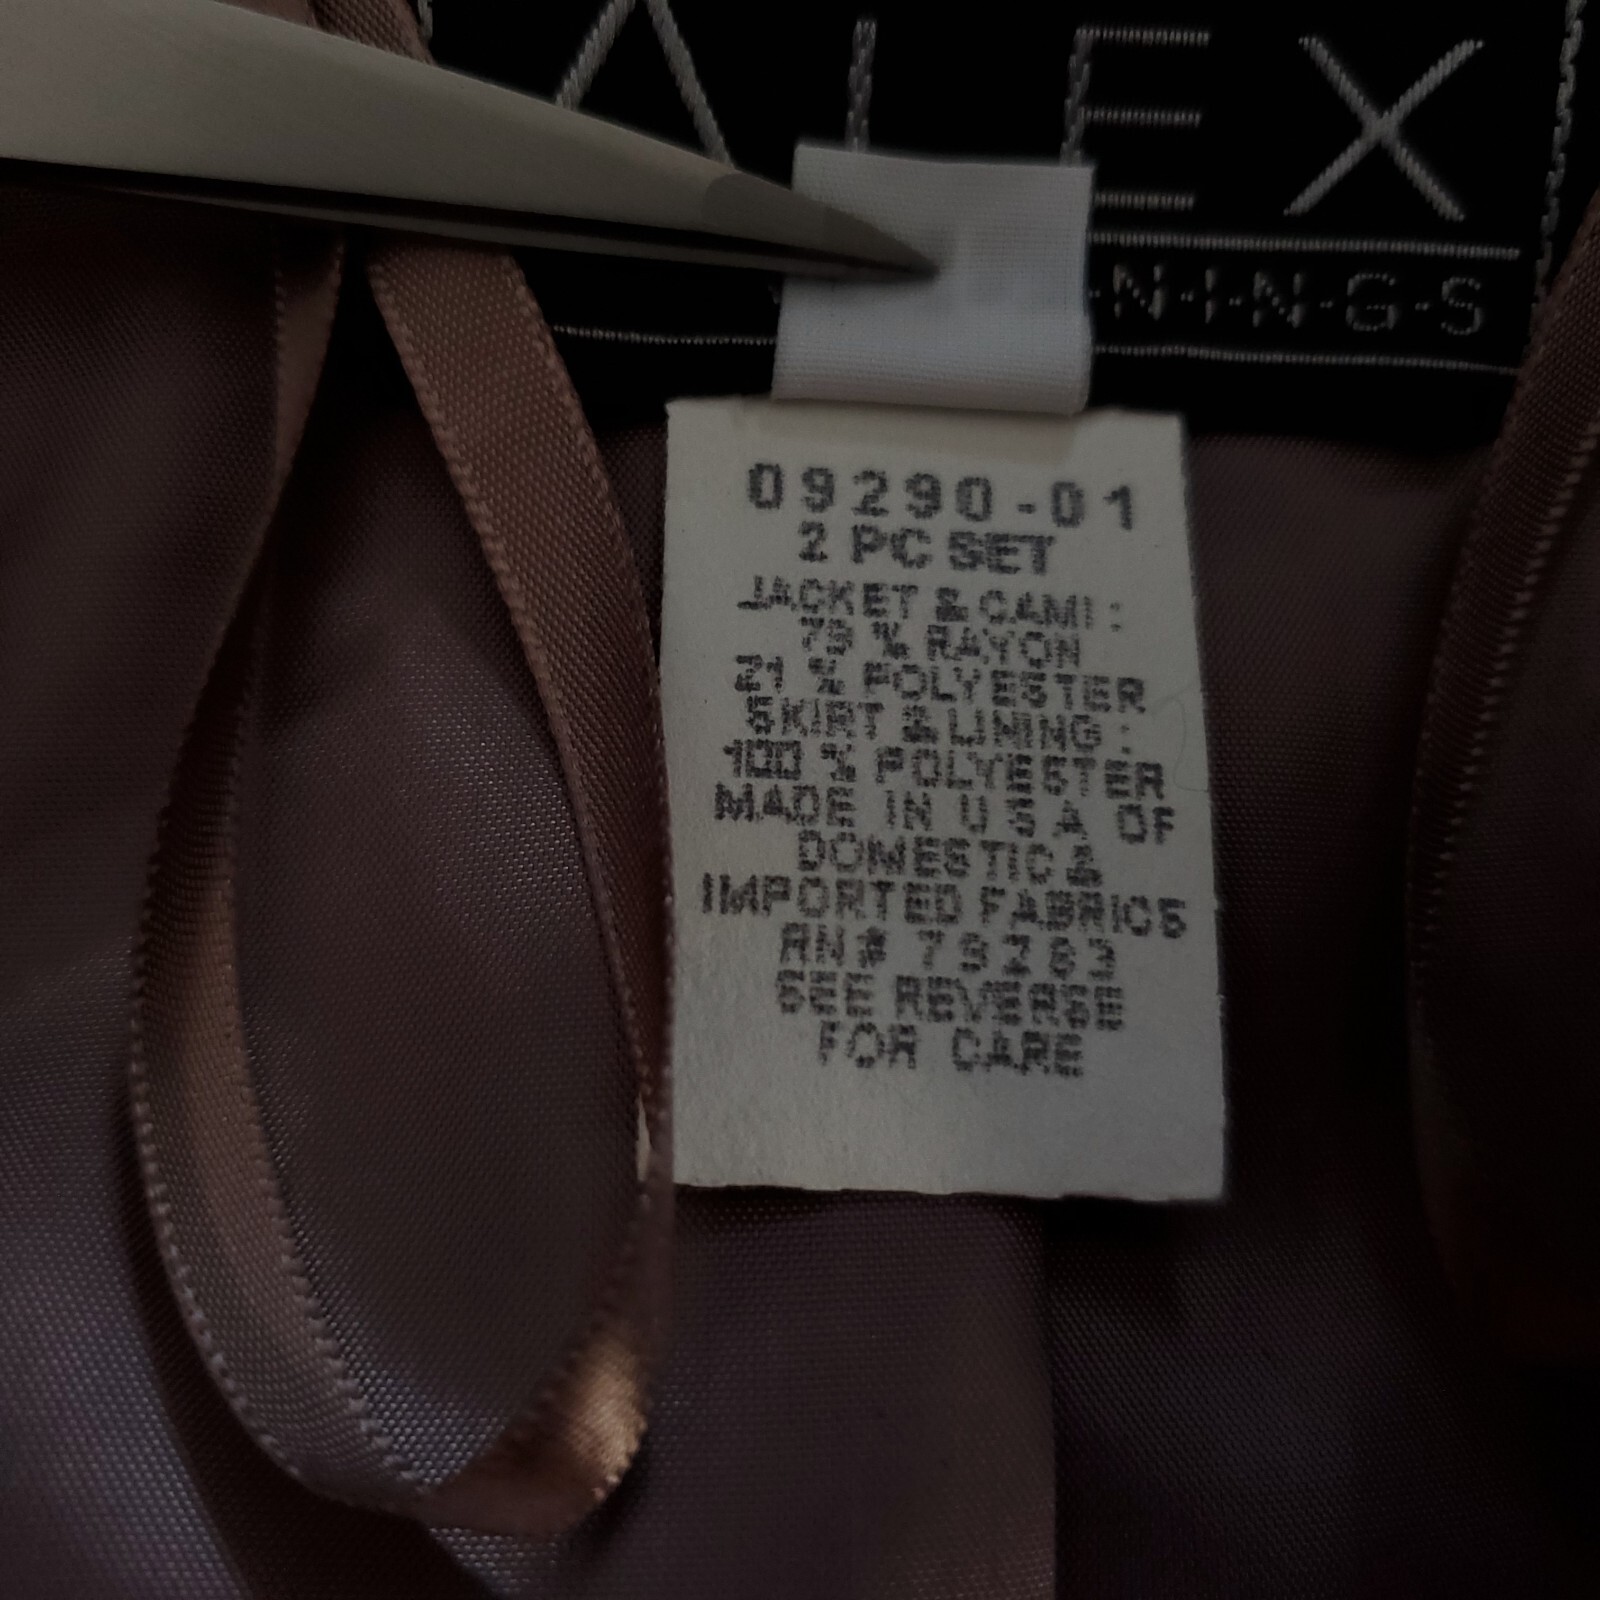 ALEX
N·I·N·G·S
09290-01
2 PC SET
JACKET & CAMI :
79 % RAYON
21 % POLYESTER
SKIRT & LINING :
100 % POLYESTER
MADE IN U S A OF
DOMESTIC &
IMPORTED FABRICS
RN# 79283
SEE REVERSE
FOR CARE